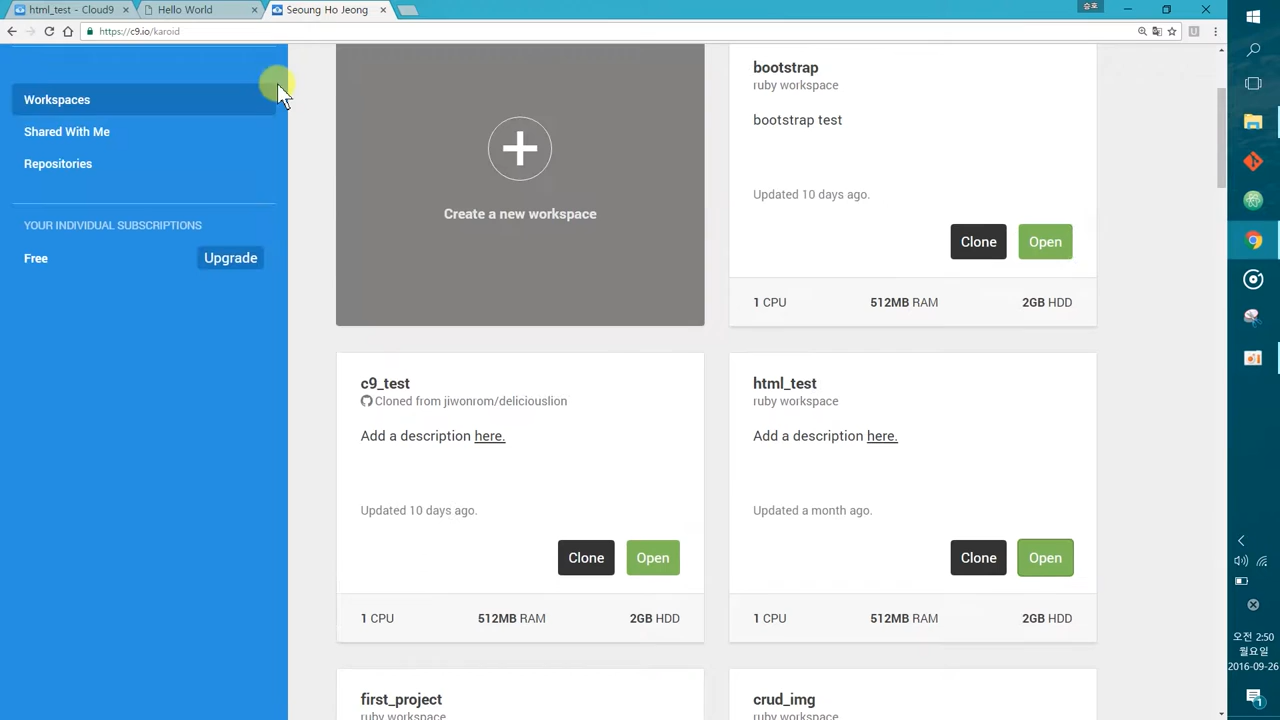 html_test - Cloud9
Hello World
Seoung Ho Jeong
승호
https://c9.io/karoid
Workspaces
Shared With Me
Repositories
YOUR INDIVIDUAL SUBSCRIPTIONS
Free
Upgrade
Create a new workspace
bootstrap
ruby workspace
bootstrap test
Updated 10 days ago.
Clone
Open
1 CPU
512MB RAM
2GB HDD
c9_test
Cloned from jiwonrom/deliciouslion
Add a description here.
Updated 10 days ago.
Clone
Open
1 CPU
512MB RAM
2GB HDD
html_test
ruby workspace
Add a description here.
Updated a month ago.
Clone
Open
1 CPU
512MB RAM
2GB HDD
first_project
ruby workspace
crud_img
ruby workspace
오전 2:50
월요일
2016-09-26